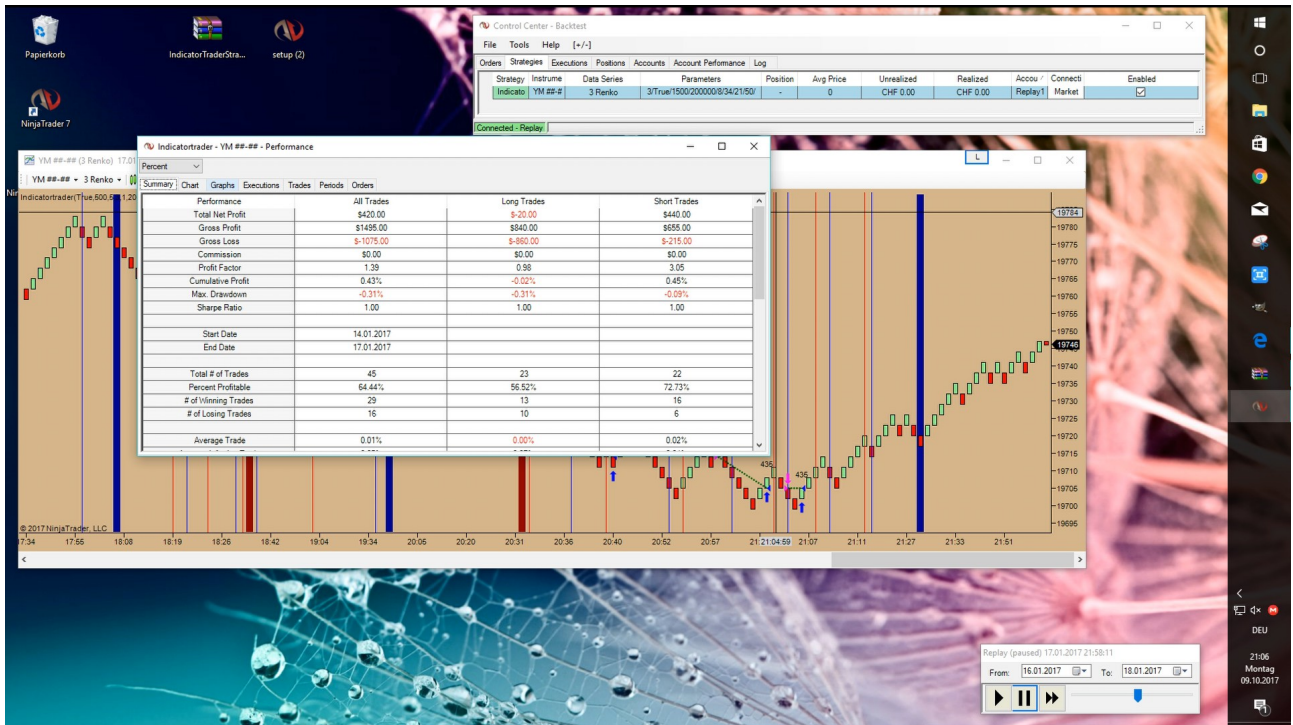 Papierkorb
IndicatorTraderStra...
setup (2)
NinjaTrader 7
Control Center - Backtest
File Tools Help [+/-]
Orders Strategies Executions Positions Accounts Account Performance Log
Strategy Instrume Data Series Parameters Position Avg Price Unrealized Realized Accou Connecti Enabled
Indicato YM ##-# 3 Renko 3/True/1500/200000/8/34/21/50/ - 0 CHF 0.00 CHF 0.00 Replay1 Market
Connected - Replay
Indicatortrader - YM ##-## - Performance
Percent
Summary Chart Graphs Executions Trades Periods Orders
Performance All Trades Long Trades Short Trades
Total Net Profit $420.00 $-20.00 $440.00
Gross Profit $1495.00 $840.00 $655.00
Gross Loss $-1075.00 $-860.00 $-215.00
Commission $0.00 $0.00 $0.00
Profit Factor 1.39 0.98 3.05
Cumulative Profit 0.43% -0.02% 0.45%
Max. Drawdown -0.31% -0.31% -0.09%
Sharpe Ratio 1.00 1.00 1.00
Start Date 14.01.2017
End Date 17.01.2017
Total # of Trades 45 23 22
Percent Profitable 64.44% 56.52% 72.73%
# of Winning Trades 29 13 16
# of Losing Trades 16 10 6
Average Trade 0.01% 0.00% 0.02%
YM ##-## (3 Renko) 17.01
YM ##-## 3 Renko
L
19784
19780
19775
19770
19765
19760
19755
19750
19746
19740
19735
19730
19725
19720
19715
19710
19705
19700
19695
436
436
© 2017 NinjaTrader, LLC
17:34 17:55 18:08 18:19 18:26 18:42 19:04 19:34 20:05 20:20 20:31 20:36 20:40 20:52 20:57 21:04:59 21:07 21:11 21:27 21:33 21:51
Replay (paused) 17.01.2017 21:58:11
From: 16.01.2017 To: 18.01.2017
DEU
21:06
Montag
09.10.2017